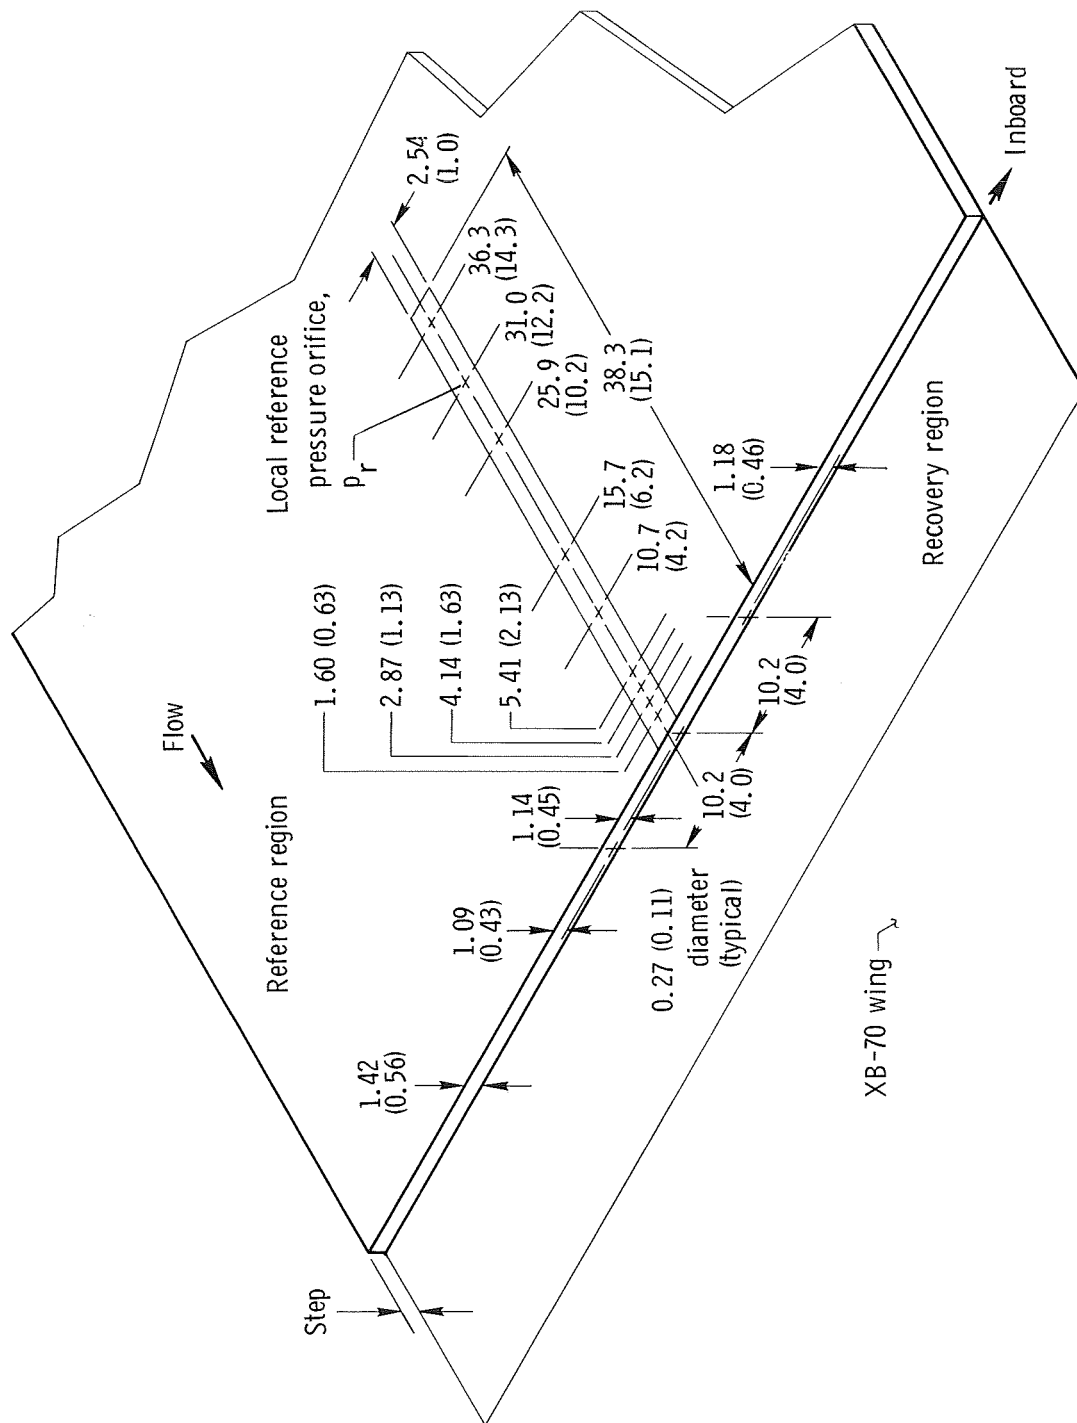 Flow
Reference region
Local reference
pressure orifice,
p_r
2.54
(1.0)
36.3
(14.3)
31.0
(12.2)
25.9
(10.2)
38.3
(15.1)
15.7
(6.2)
10.7
(4.2)
1.60 (0.63)
2.87 (1.13)
4.14 (1.63)
5.41 (2.13)
1.18
(0.46)
10.2
(4.0)
10.2
(4.0)
1.14
(0.45)
1.09
(0.43)
0.27 (0.11)
diameter
(typical)
1.42
(0.56)
Step
XB-70 wing
Recovery region
Inboard